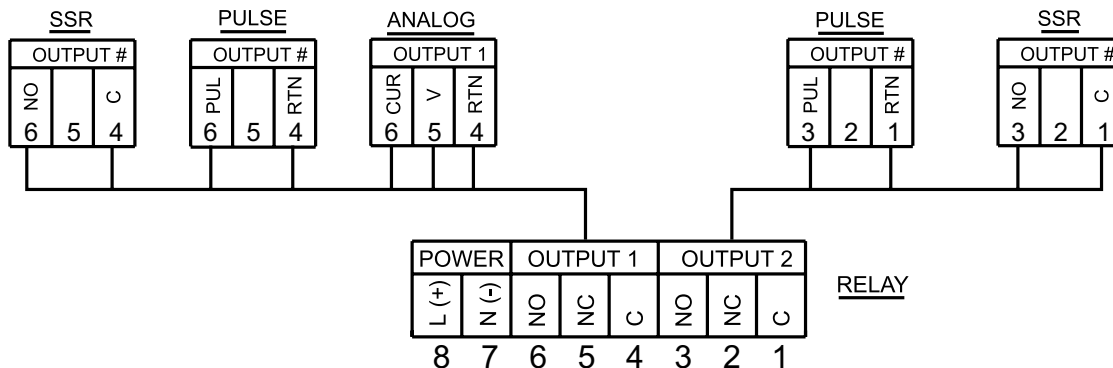 SSR
OUTPUT #
NO
C
6 5 4
PULSE
OUTPUT #
PUL
RTN
6 5 4
ANALOG
OUTPUT 1
CUR
V
RTN
6 5 4
PULSE
OUTPUT #
PUL
RTN
3 2 1
SSR
OUTPUT #
NO
C
3 2 1
POWER OUTPUT 1 OUTPUT 2
L (+)
N (-)
NO
NC
C
NO
NC
C
8 7 6 5 4 3 2 1
RELAY